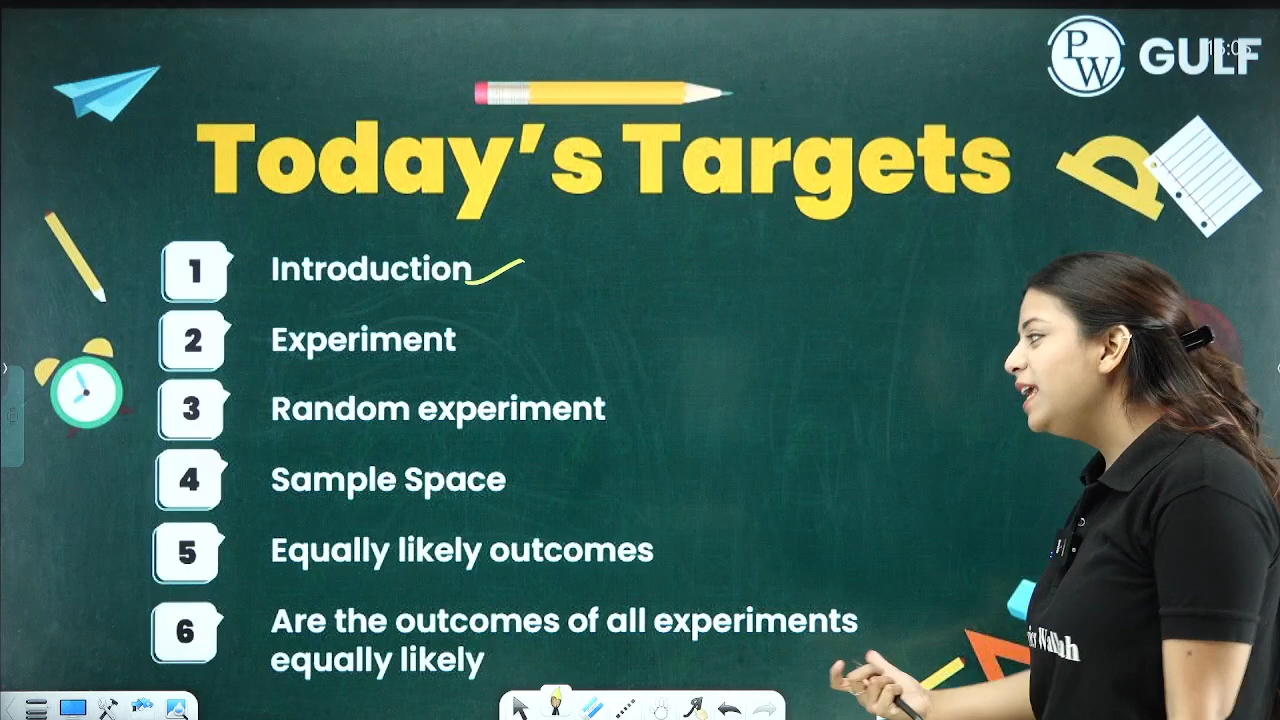 PW GULF
Today's Targets
1 Introduction
2 Experiment
3 Random experiment
4 Sample Space
5 Equally likely outcomes
6 Are the outcomes of all experiments
equally likely
Wallah